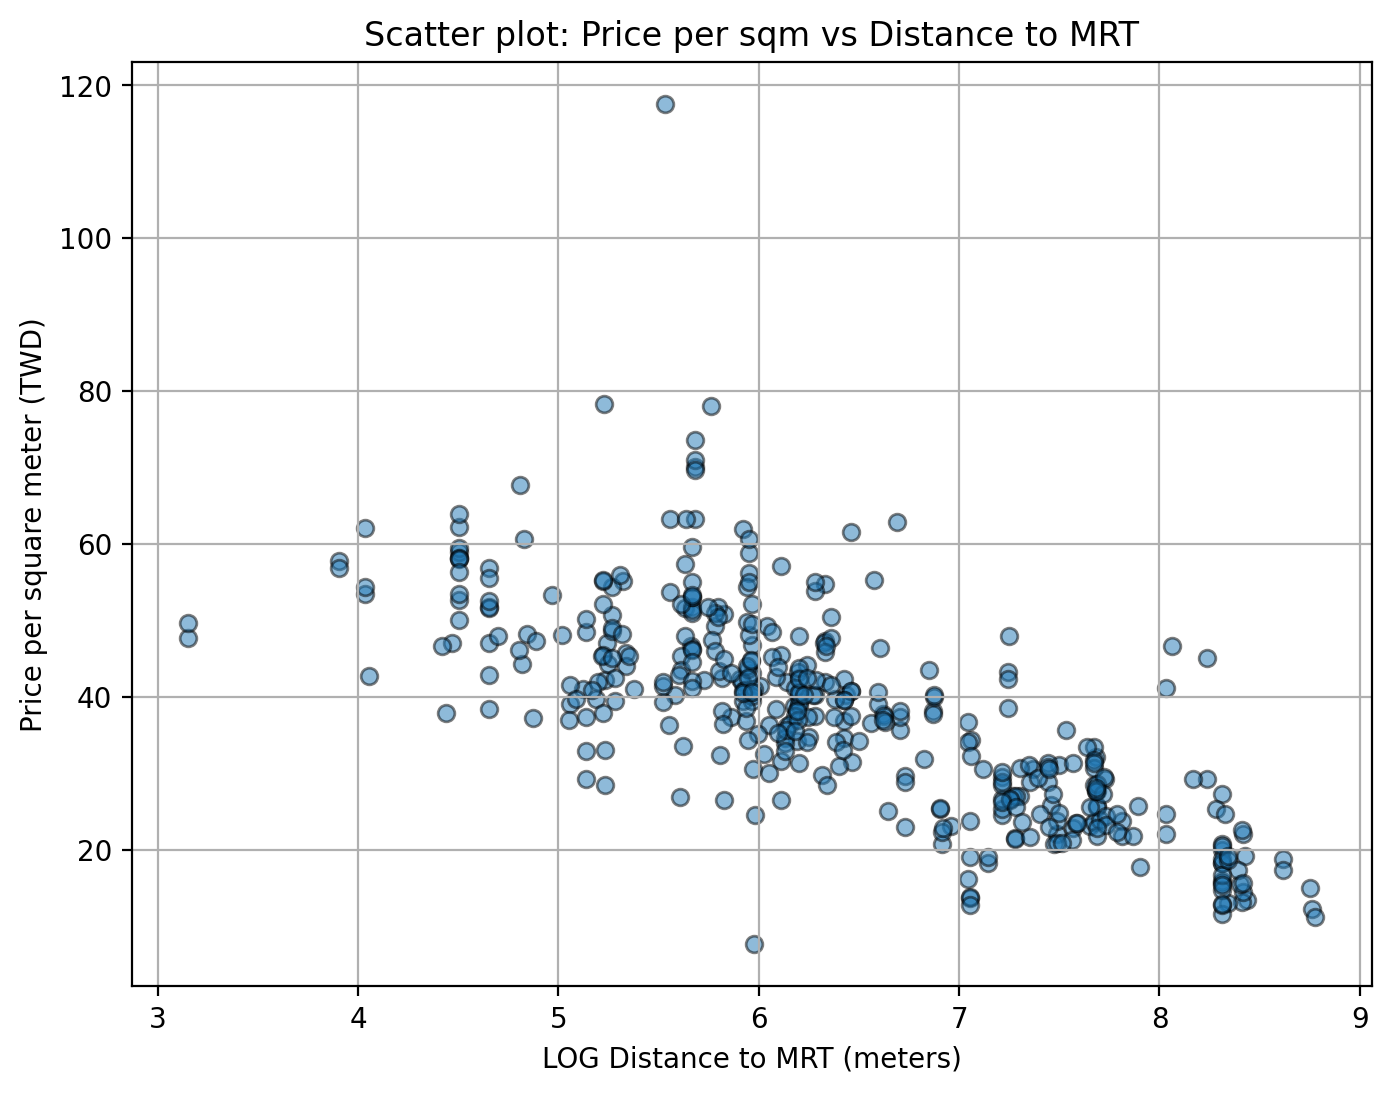 Scatter plot: Price per sqm vs Distance to MRT
120
100
80
60
40
20
Price per square meter (TWD)
3 4 5 6 7 8 9
LOG Distance to MRT (meters)